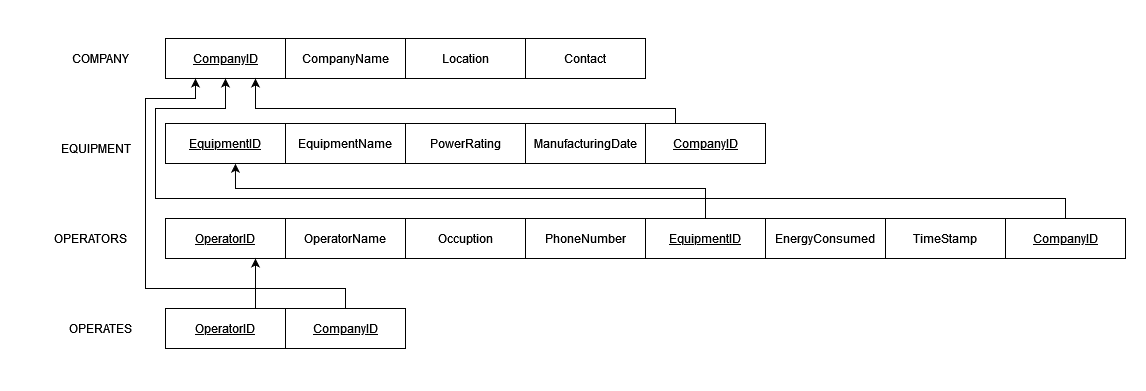 COMPANY CompanyID CompanyName Location Contact
EQUIPMENT EquipmentID EquipmentName PowerRating ManufacturingDate CompanyID
OPERATORS OperatorID OperatorName Occuption PhoneNumber EquipmentID EnergyConsumed TimeStamp CompanyID
OPERATES OperatorID CompanyID